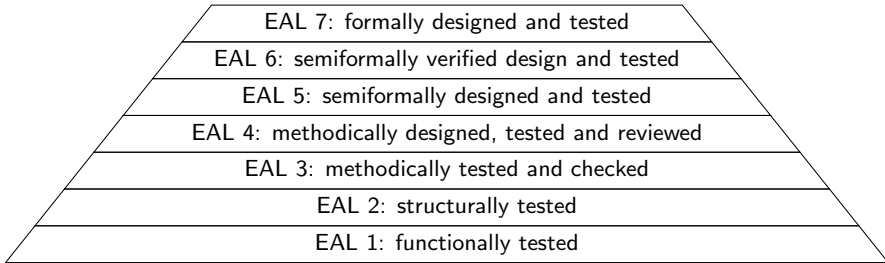 EAL 7: formally designed and tested
EAL 6: semiformally verified design and tested
EAL 5: semiformally designed and tested
EAL 4: methodically designed, tested and reviewed
EAL 3: methodically tested and checked
EAL 2: structurally tested
EAL 1: functionally tested